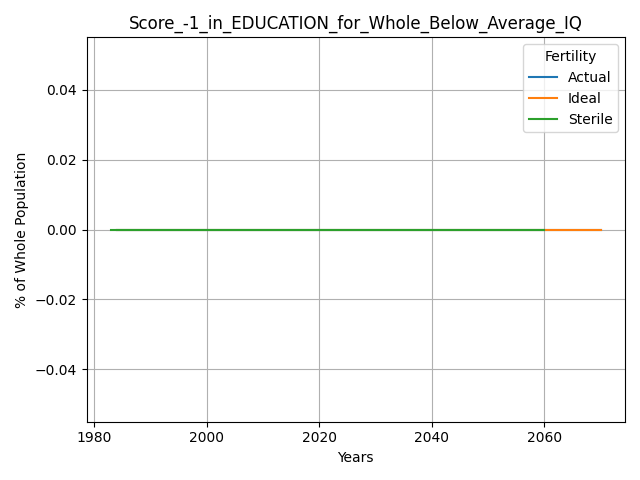 Score_-1_in_EDUCATION_for_Whole_Below_Average_IQ
Fertility
Actual
Ideal
Sterile
% of Whole Population
0.04
0.02
0.00
−0.02
−0.04
1980 2000 2020 2040 2060
Years